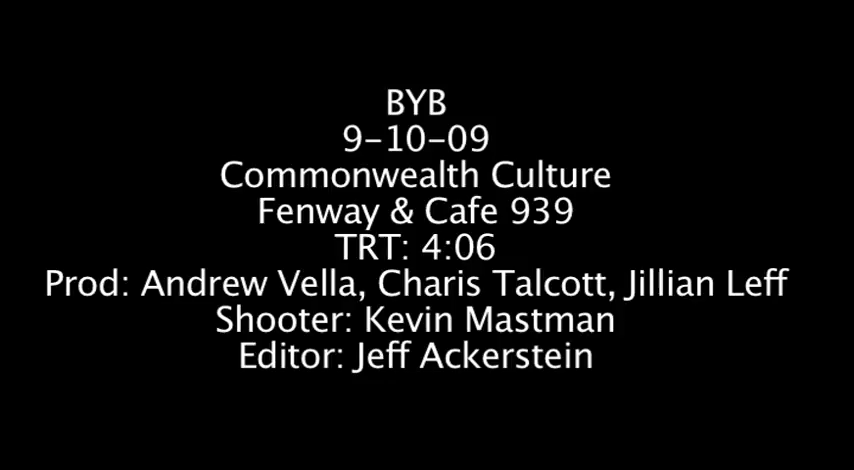 BYB
9-10-09
Commonwealth Culture
Fenway & Cafe 939
TRT: 4:06
Prod: Andrew Vella, Charis Talcott, Jillian Leff
Shooter: Kevin Mastman
Editor: Jeff Ackerstein